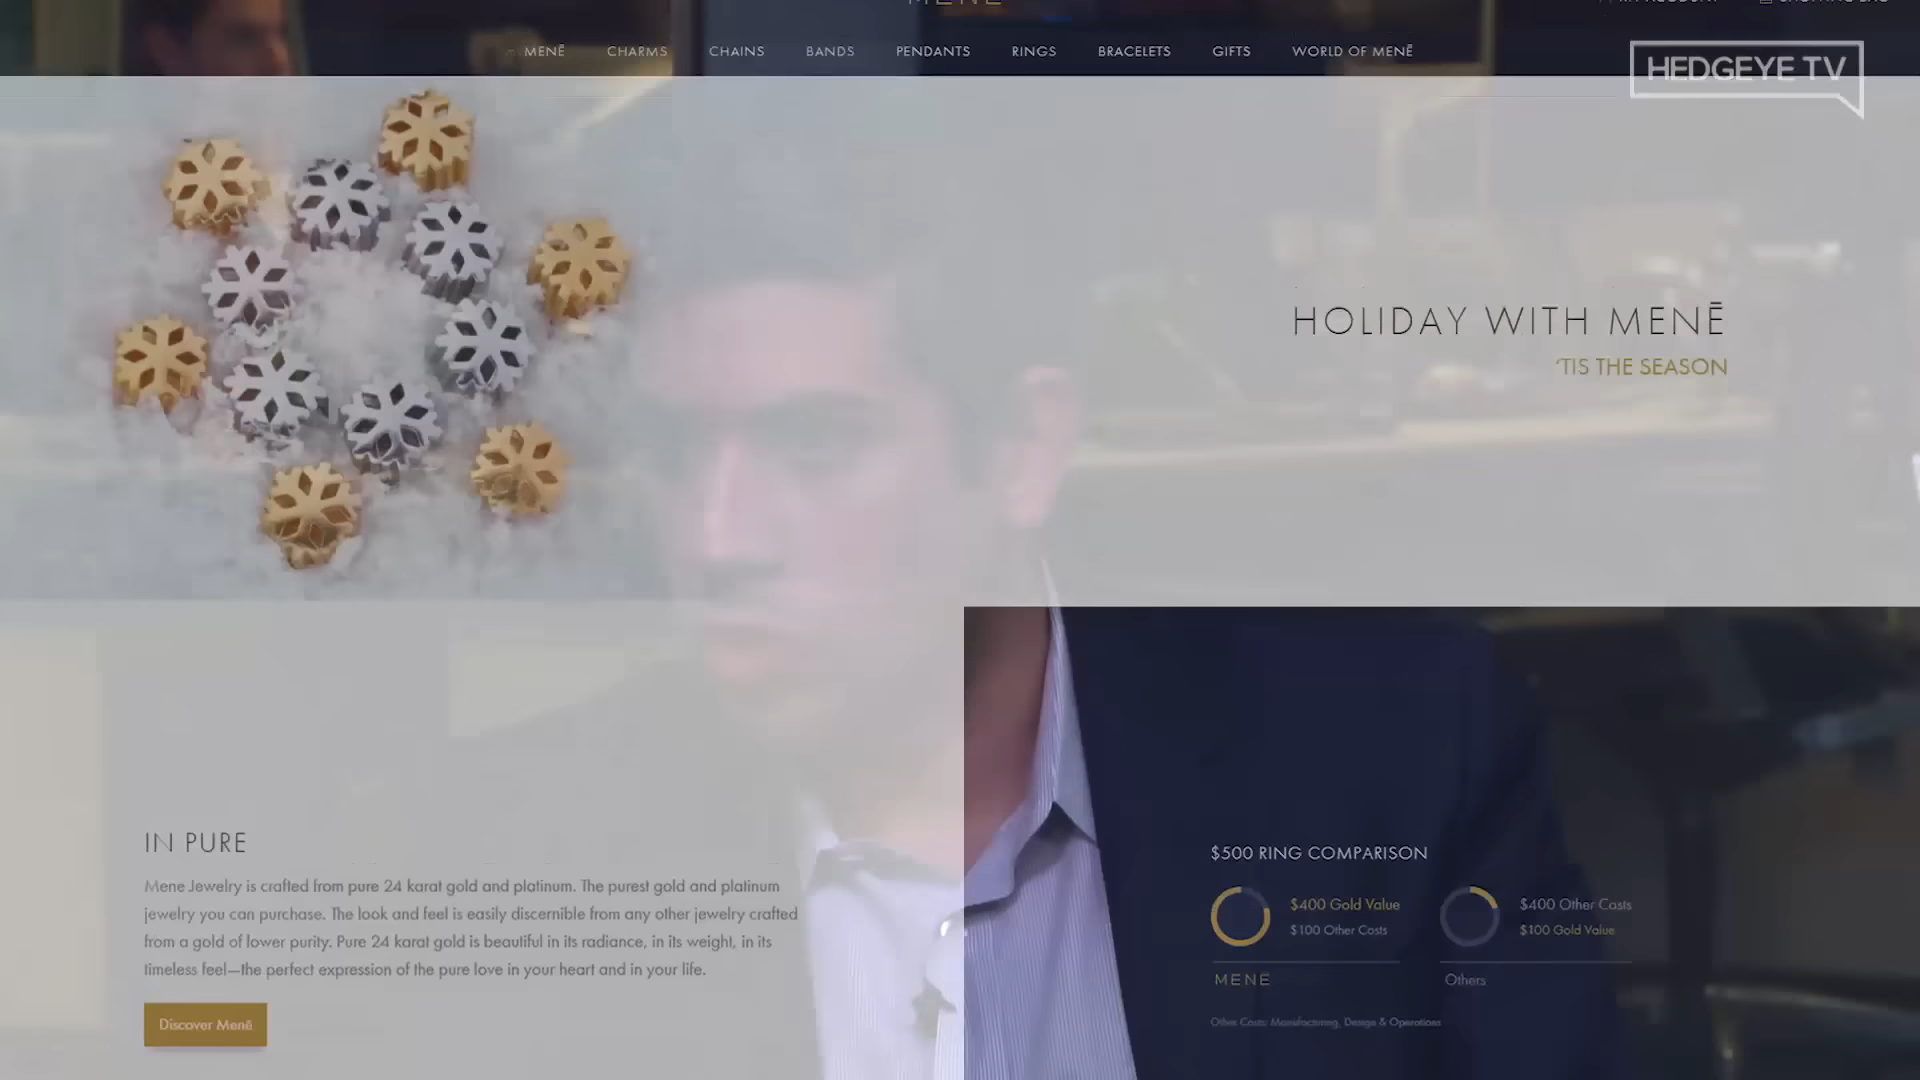 MENĒ
MY ACCOUNT
SHOPPING BAG
MENĒ CHARMS CHAINS BANDS PENDANTS RINGS BRACELETS GIFTS WORLD OF MENĒ
HEDGEYE TV
HOLIDAY WITH MENĒ
'TIS THE SEASON
IN PURE
Mene Jewelry is crafted from pure 24 karat gold and platinum. The purest gold and platinum
jewelry you can purchase. The look and feel is easily discernible from any other jewelry crafted
from a gold of lower purity. Pure 24 karat gold is beautiful in its radiance, in its weight, in its
timeless feel—the perfect expression of the pure love in your heart and in your life.
Discover Menē
$500 RING COMPARISON
$400 Gold Value
$100 Other Costs
MENĒ
$400 Other Costs
$100 Gold Value
Others
Other Costs: Manufacturing, Design & Operations